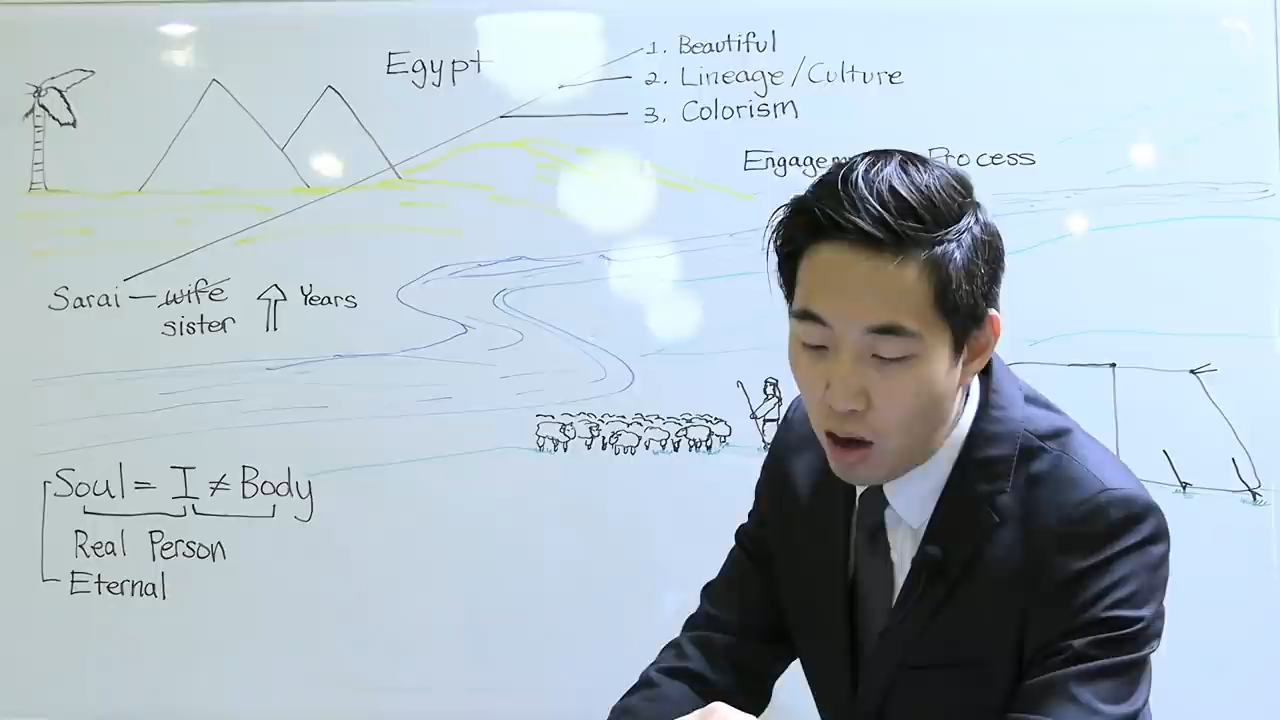 Egypt
1. Beautiful
2. Lineage/Culture
3. Colorism
Process
Sarai — wife ⇧ Years
sister
Soul = I ≠ Body
Real Person
Eternal